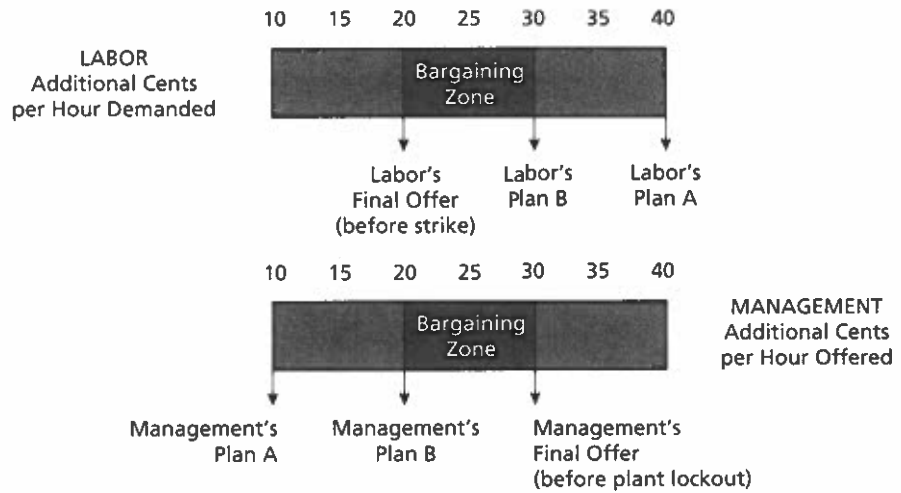 10 15 20 25 30 35 40
LABOR
Additional Cents
per Hour Demanded
Bargaining
Zone
Labor's
Final Offer
(before strike)
Labor's
Plan B
Labor's
Plan A
10 15 20 25 30 35 40
Bargaining
Zone
MANAGEMENT
Additional Cents
per Hour Offered
Management's
Plan A
Management's
Plan B
Management's
Final Offer
(before plant lockout)